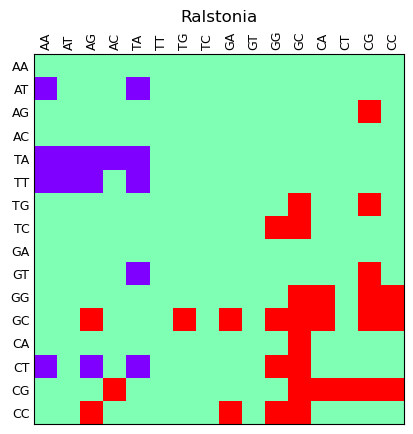 Ralstonia
AA AT AG AC TA TT TG TC GA GT GG GC CA CT CG CC
AA
AT
AG
AC
TA
TT
TG
TC
GA
GT
GG
GC
CA
CT
CG
CC